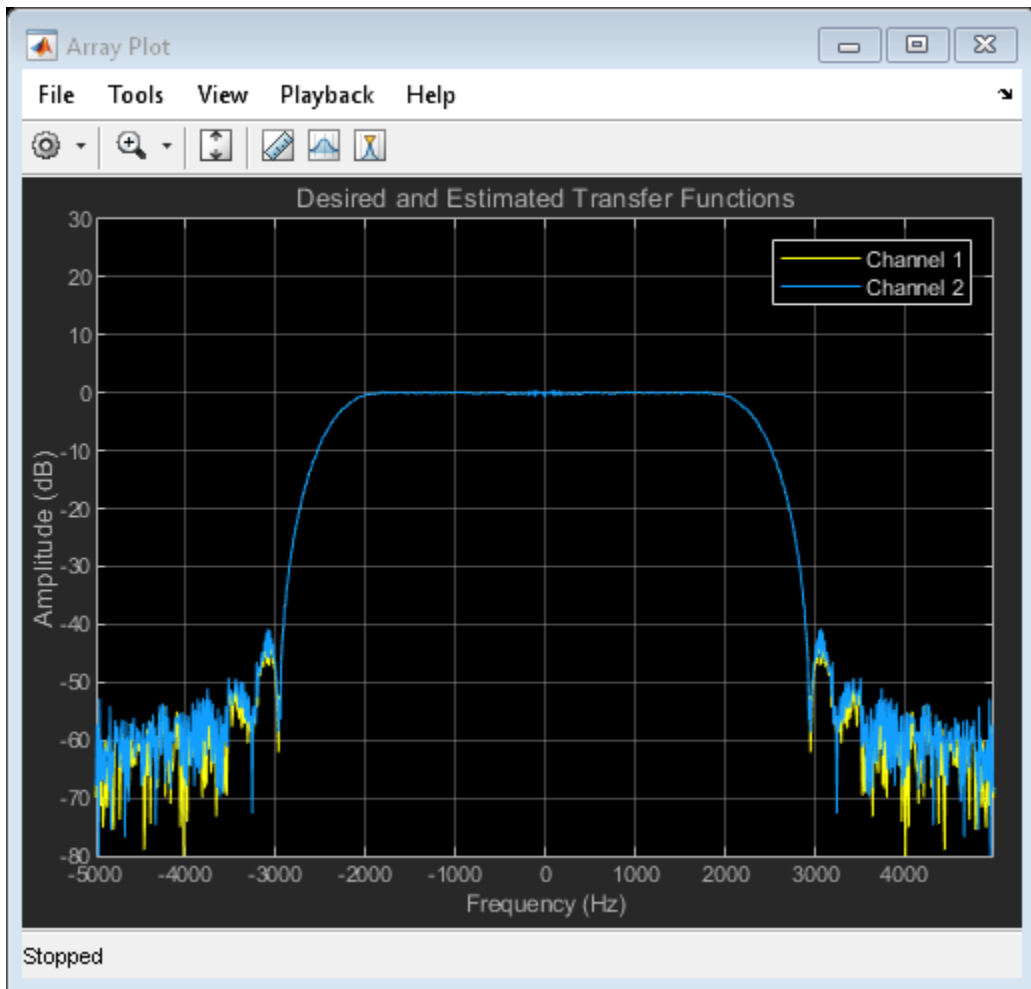 Array Plot
File Tools View Playback Help
Desired and Estimated Transfer Functions
30
20
10
0
-10
-20
-30
-40
-50
-60
-70
-80
Amplitude (dB)
Channel 1
Channel 2
-5000 -4000 -3000 -2000 -1000 0 1000 2000 3000 4000
Frequency (Hz)
Stopped